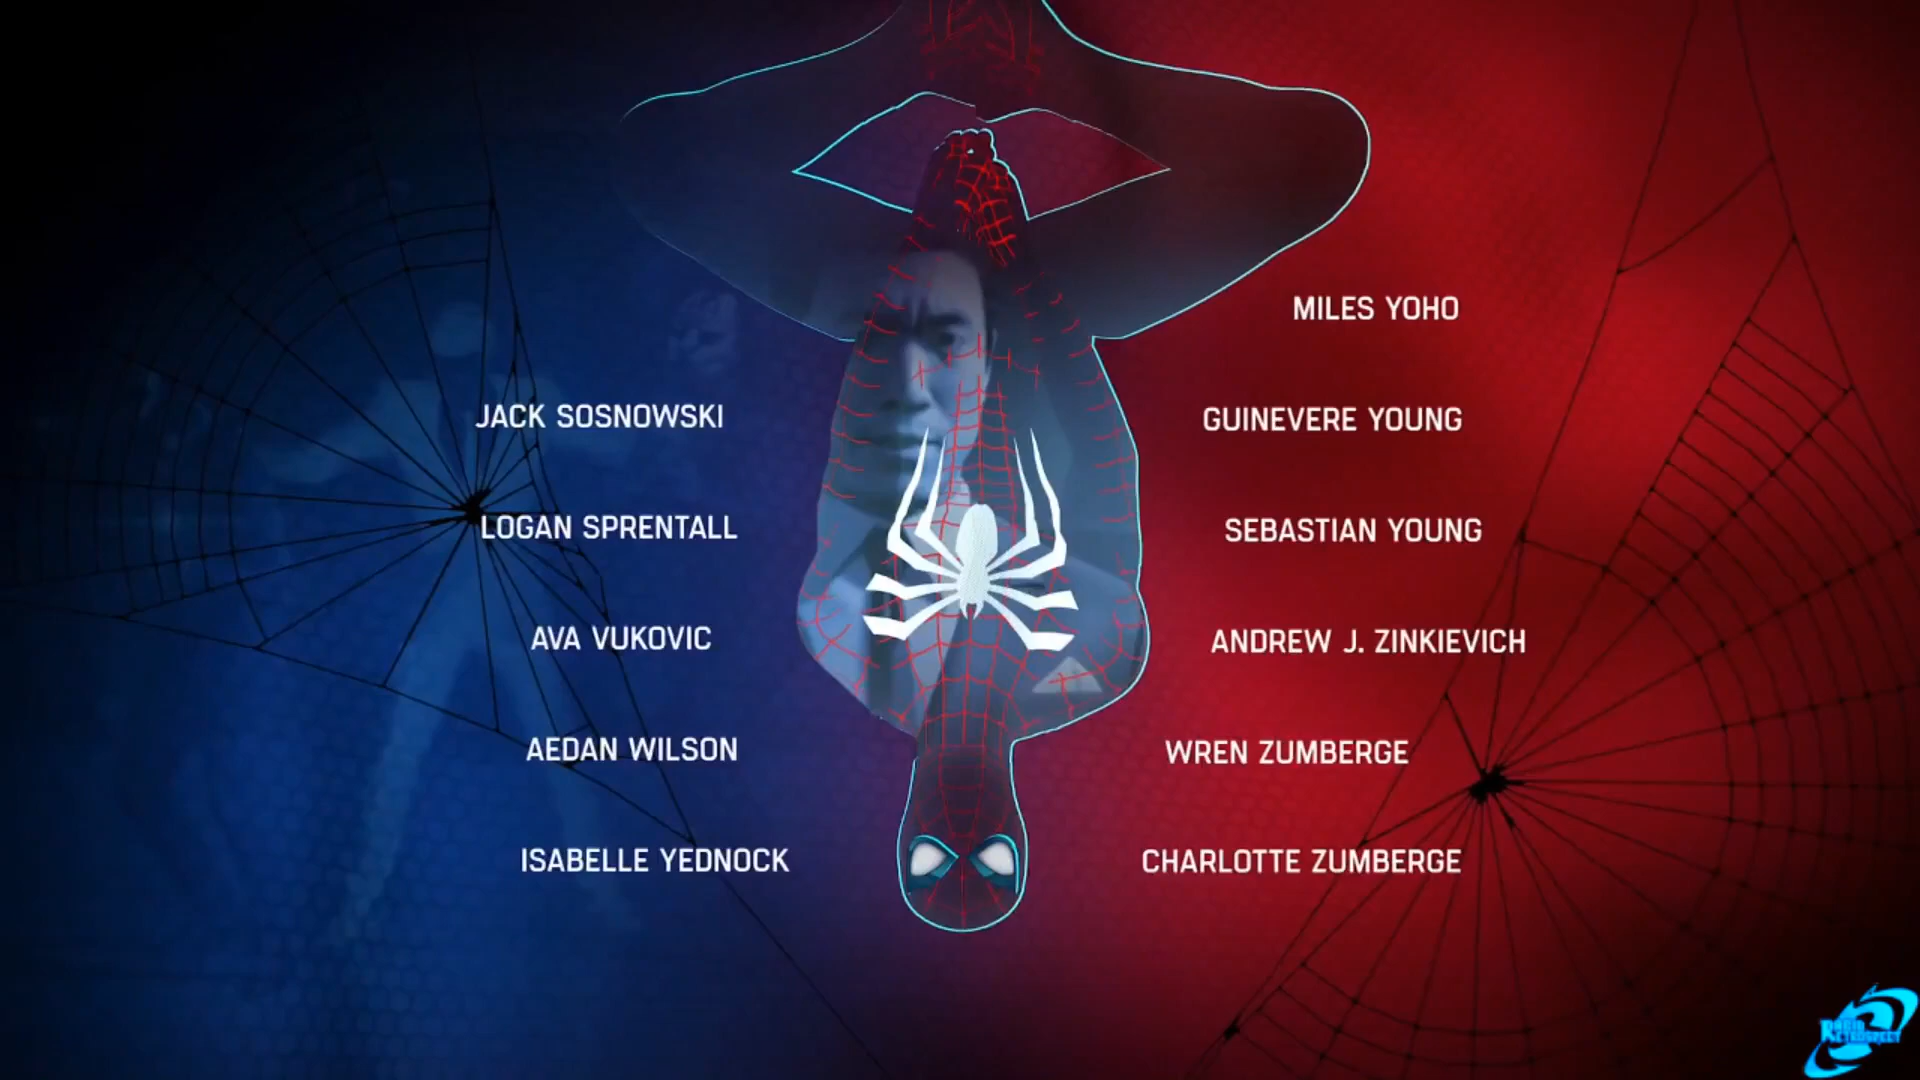 JACK SOSNOWSKI
LOGAN SPRENTALL
AVA VUKOVIC
AEDAN WILSON
ISABELLE YEDNOCK
MILES YOHO
GUINEVERE YOUNG
SEBASTIAN YOUNG
ANDREW J. ZINKIEVICH
WREN ZUMBERGE
CHARLOTTE ZUMBERGE